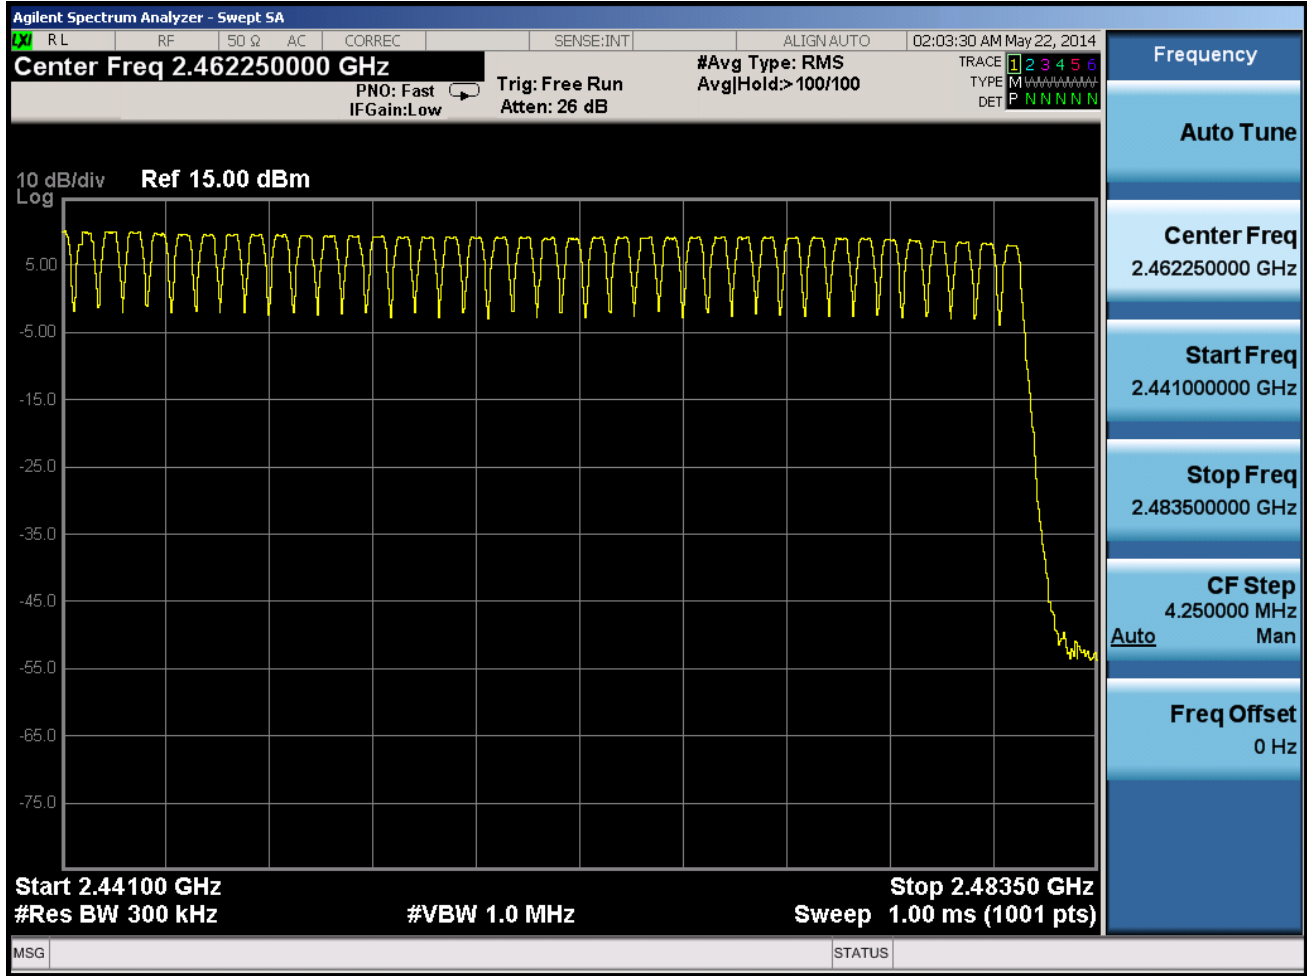 Agilent Spectrum Analyzer - Swept SA
LXI RL RF 50 Ω AC CORREC SENSE:INT ALIGN AUTO 02:03:30 AM May 22, 2014
Center Freq 2.462250000 GHz
PNO: Fast
IFGain:Low
Trig: Free Run
Atten: 26 dB
#Avg Type: RMS
Avg|Hold:>100/100
TRACE 1 2 3 4 5 6
TYPE M
DET P N N N N N
10 dB/div Ref 15.00 dBm
Log
5.00
-5.00
-15.0
-25.0
-35.0
-45.0
-55.0
-65.0
-75.0
Start 2.44100 GHz Stop 2.48350 GHz
#Res BW 300 kHz #VBW 1.0 MHz Sweep 1.00 ms (1001 pts)
MSG STATUS
Frequency
Auto Tune
Center Freq
2.462250000 GHz
Start Freq
2.441000000 GHz
Stop Freq
2.483500000 GHz
CF Step
4.250000 MHz
Auto Man
Freq Offset
0 Hz